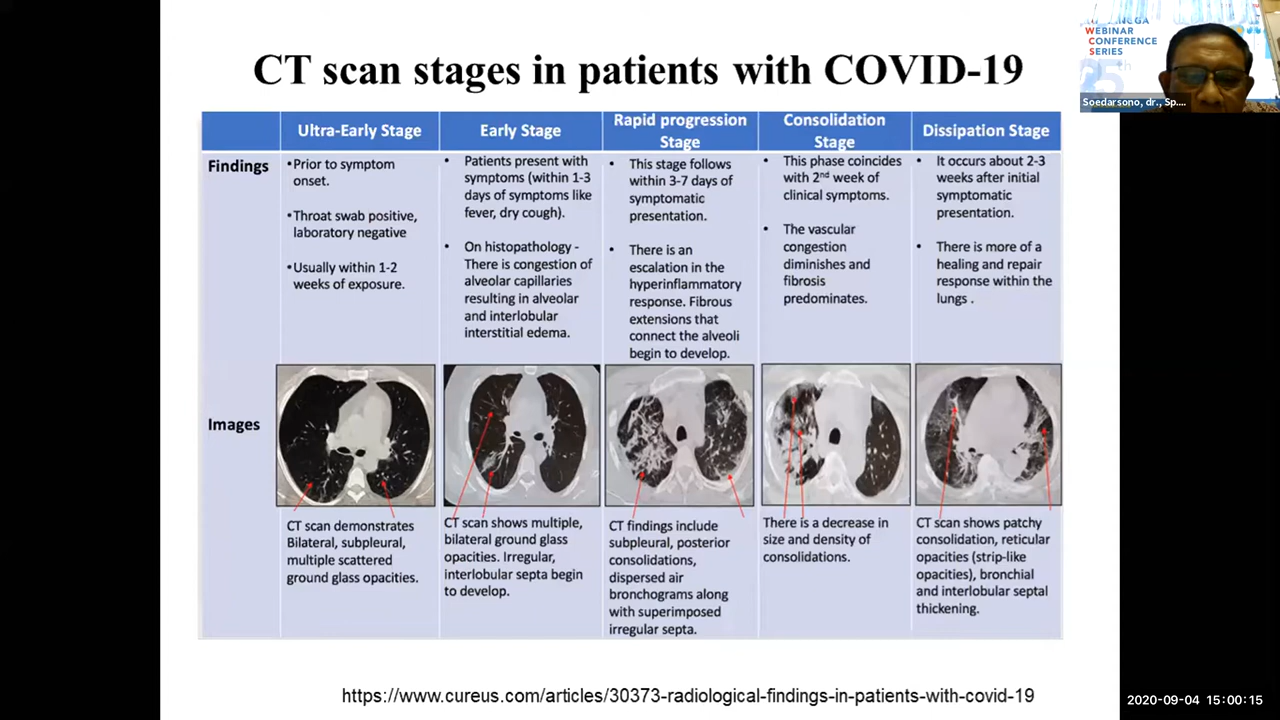 NGGA
WEBINAR
CONFERENCE
SERIES
Soedarsono, dr., Sp....
CT scan stages in patients with COVID-19
Ultra-Early Stage
Early Stage
Rapid progression
Stage
Consolidation
Stage
Dissipation Stage
Findings
•Prior to symptom
onset.
•Throat swab positive,
laboratory negative
•Usually within 1-2
weeks of exposure.
• Patients present with
symptoms (within 1-3
days of symptoms like
fever, dry cough).
• On histopathology -
There is congestion of
alveolar capillaries
resulting in alveolar
and interlobular
interstitial edema.
• This stage follows
within 3-7 days of
symptomatic
presentation.
• There is an
escalation in the
hyperinflammatory
response. Fibrous
extensions that
connect the alveoli
begin to develop.
• This phase coincides
with 2nd week of
clinical symptoms.
• The vascular
congestion
diminishes and
fibrosis
predominates.
• It occurs about 2-3
weeks after initial
symptomatic
presentation.
• There is more of a
healing and repair
response within the
lungs .
Images
CT scan demonstrates
Bilateral, subpleural,
multiple scattered
ground glass opacities.
CT scan shows multiple,
bilateral ground glass
opacities. Irregular,
interlobular septa begin
to develop.
CT findings include
subpleural, posterior
consolidations,
dispersed air
bronchograms along
with superimposed
irregular septa.
There is a decrease in
size and density of
consolidations.
CT scan shows patchy
consolidation, reticular
opacities (strip-like
opacities), bronchial
and interlobular septal
thickening.
https://www.cureus.com/articles/30373-radiological-findings-in-patients-with-covid-19
2020-09-04 15:00:15